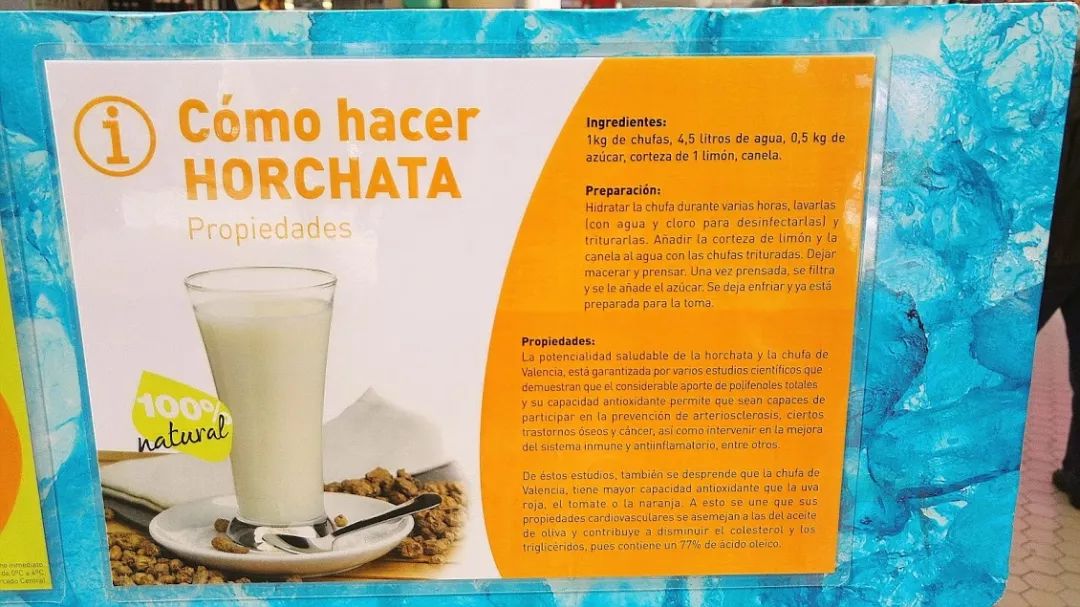 i
Cómo hacer
HORCHATA
Propiedades
100%
natural
Ingredientes:
1kg de chufas, 4,5 litros de agua, 0,5 kg de
azúcar, corteza de 1 limón, canela.
Preparación:
Hidratar la chufa durante varias horas, lavarlas
(con agua y cloro para desinfectarlas) y
triturarlas. Añadir la corteza de limón y la
canela al agua con las chufas trituradas. Dejar
macerar y prensar. Una vez prensada, se filtra
y se le añade el azúcar. Se deja enfriar y ya está
preparada para la toma.
Propiedades:
La potencialidad saludable de la horchata y la chufa de
Valencia, está garantizada por varios estudios científicos que
demuestran que el considerable aporte de polifenoles totales
y su capacidad antioxidante permite que sean capaces de
participar en la prevención de arteriosclerosis, ciertos
trastornos óseos y cáncer, así como intervenir en la mejora
del sistema inmune y antiinflamatorio, entre otros.
De éstos estudios, también se desprende que la chufa de
Valencia, tiene mayor capacidad antioxidante que la uva
roja, el tomate o la naranja. A esto se une que sus
propiedades cardiovasculares se asemejan a las del aceite
de oliva y contribuye a disminuir el colesterol y los
triglicéridos, pues contiene un 77% de ácido oleico.
inmediato
de 0ºC a 4ºC.
Central)